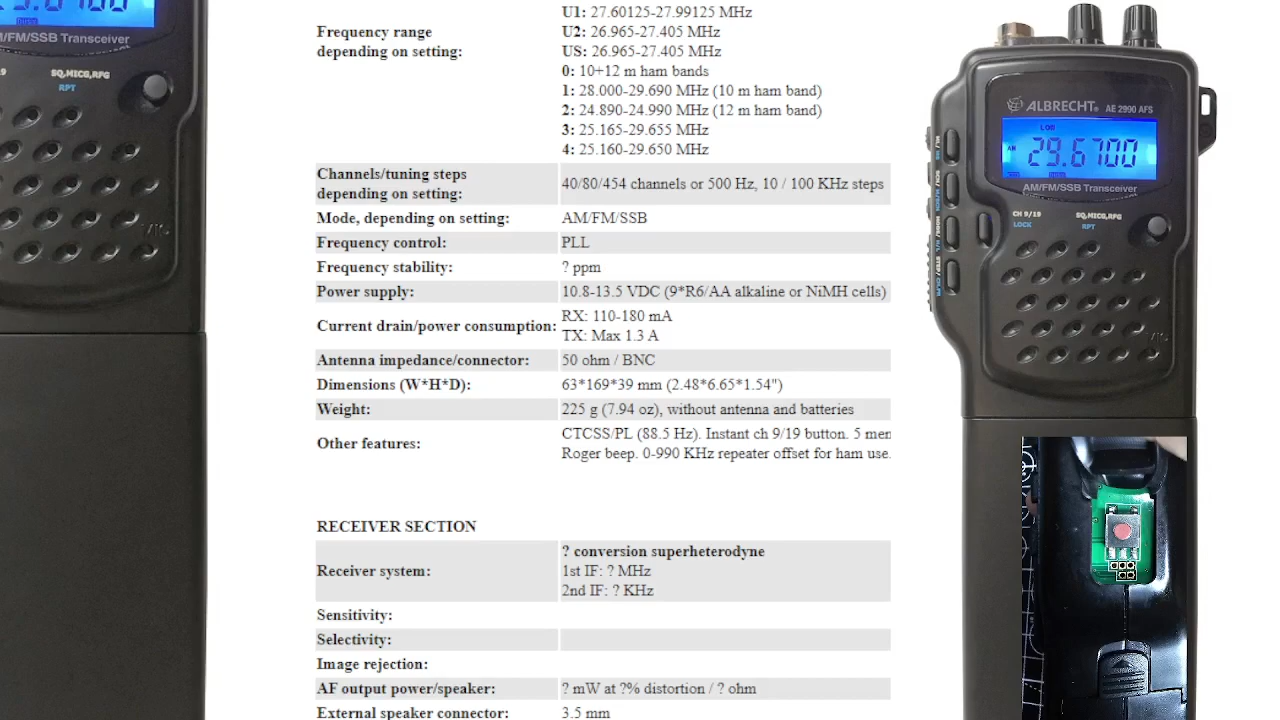 29.6700
M/FM/SSB Transceiver
19
SQ,MICG,RFG
RPT
Frequency range
depending on setting:
U1: 27.60125-27.99125 MHz
U2: 26.965-27.405 MHz
US: 26.965-27.405 MHz
0: 10+12 m ham bands
1: 28.000-29.690 MHz (10 m ham band)
2: 24.890-24.990 MHz (12 m ham band)
3: 25.165-29.655 MHz
4: 25.160-29.650 MHz
Channels/tuning steps
depending on setting:
40/80/454 channels or 500 Hz, 10 / 100 KHz steps
Mode, depending on setting: AM/FM/SSB
Frequency control: PLL
Frequency stability: ? ppm
Power supply: 10.8-13.5 VDC (9*R6/AA alkaline or NiMH cells)
Current drain/power consumption:
RX: 110-180 mA
TX: Max 1.3 A
Antenna impedance/connector: 50 ohm / BNC
Dimensions (W*H*D): 63*169*39 mm (2.48*6.65*1.54")
Weight: 225 g (7.94 oz), without antenna and batteries
Other features:
CTCSS/PL (88.5 Hz). Instant ch 9/19 button. 5 mem
Roger beep. 0-990 KHz repeater offset for ham use.
RECEIVER SECTION
Receiver system:
? conversion superheterodyne
1st IF: ? MHz
2nd IF: ? KHz
Sensitivity:
Selectivity:
Image rejection:
AF output power/speaker: ? mW at ?% distortion / ? ohm
External speaker connector: 3.5 mm
ALBRECHT® AE 2990 AFS
LOW
AM
29.6700
AM/FM/SSB Transceiver
CH 9/19
LOCK
SQ,MICG,RFG
RPT
MIC